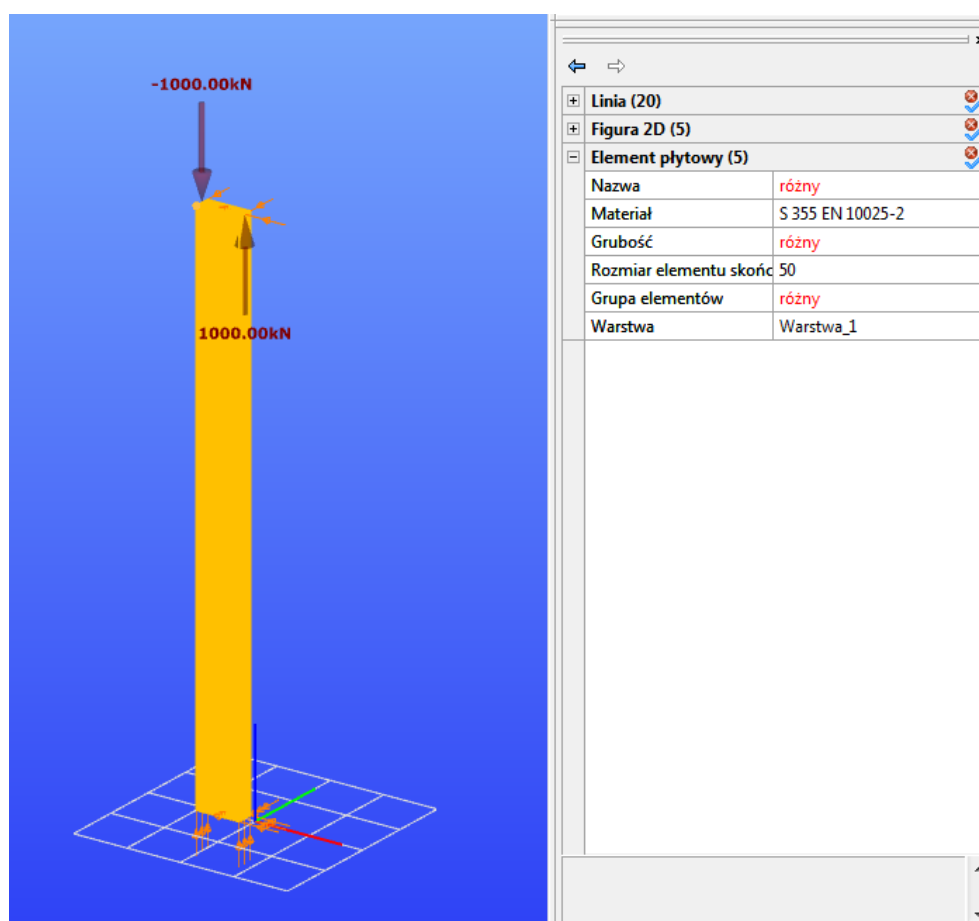 -1000.00kN
1000.00kN
Linia (20)
Figura 2D (5)
Element płytowy (5)
Nazwa różny
Materiał S 355 EN 10025-2
Grubość różny
Rozmiar elementu skońc 50
Grupa elementów różny
Warstwa Warstwa_1